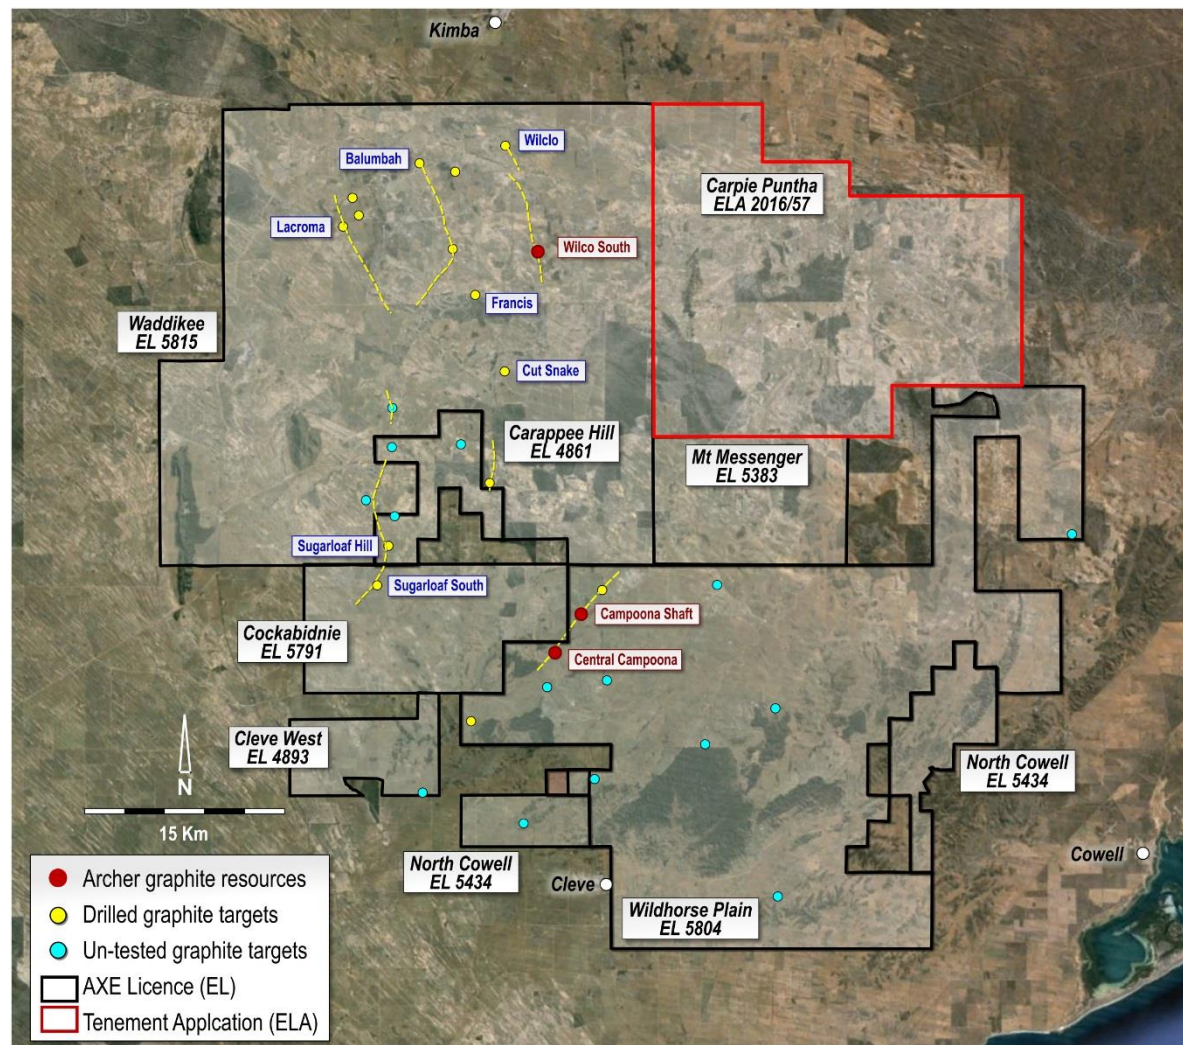 Kimba
Wilclo
Balumbah
Carpie Puntha
ELA 2016/57
Lacroma
Wilco South
Francis
Waddikee
EL 5815
Cut Snake
Carappee Hill
EL 4861
Mt Messenger
EL 5383
Sugarloaf Hill
Sugarloaf South
Campoona Shaft
Cockabidnie
EL 5791
Central Campoona
Cleve West
EL 4893
N
15 Km
North Cowell
EL 5434
North Cowell
EL 5434
Cowell
Cleve
Wildhorse Plain
EL 5804
Archer graphite resources
Drilled graphite targets
Un-tested graphite targets
AXE Licence (EL)
Tenement Applcation (ELA)